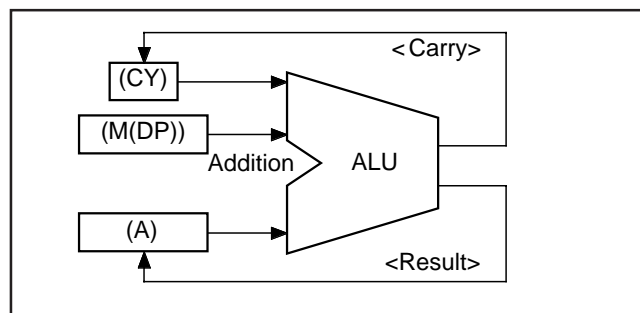 <Carry>
(CY)
(M(DP))
Addition
ALU
(A)
<Result>